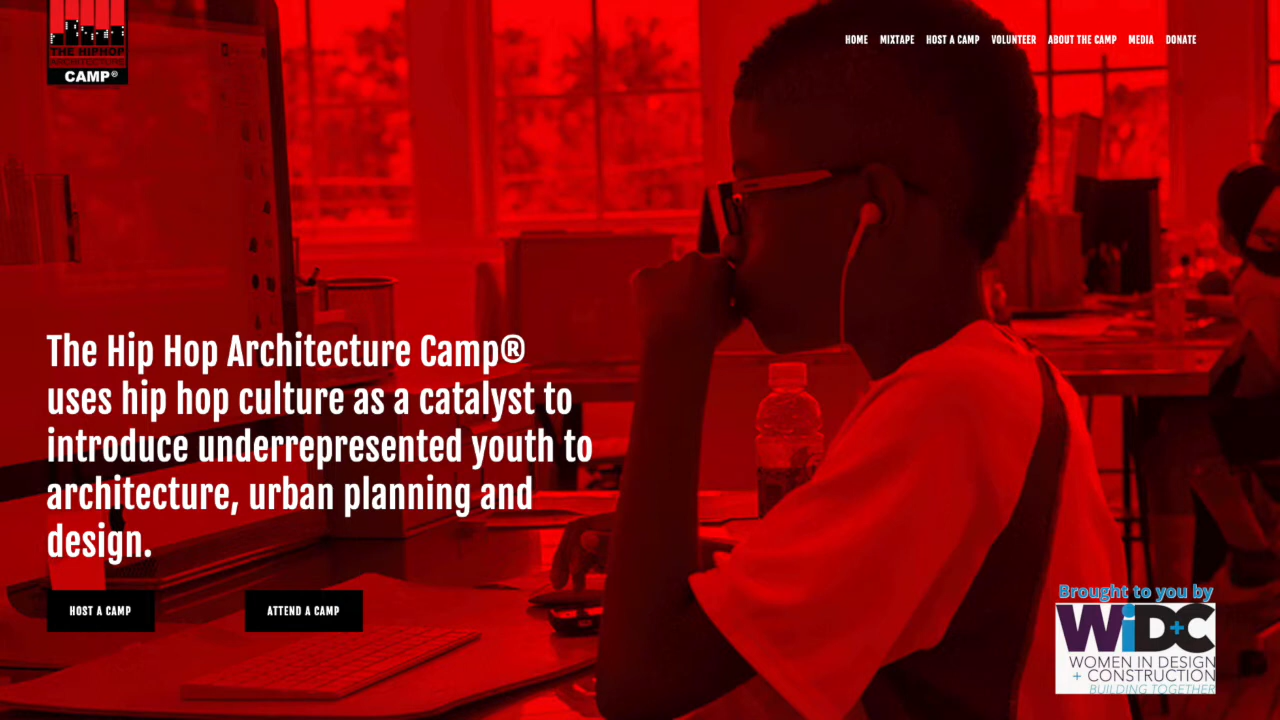 THE HIPHOP
ARCHITECTURE
CAMP®
HOME MIXTAPE HOST A CAMP VOLUNTEER ABOUT THE CAMP MEDIA DONATE
The Hip Hop Architecture Camp®
uses hip hop culture as a catalyst to
introduce underrepresented youth to
architecture, urban planning and
design.
HOST A CAMP ATTEND A CAMP
Brought to you by
WiD+C
WOMEN IN DESIGN
+ CONSTRUCTION
BUILDING TOGETHER